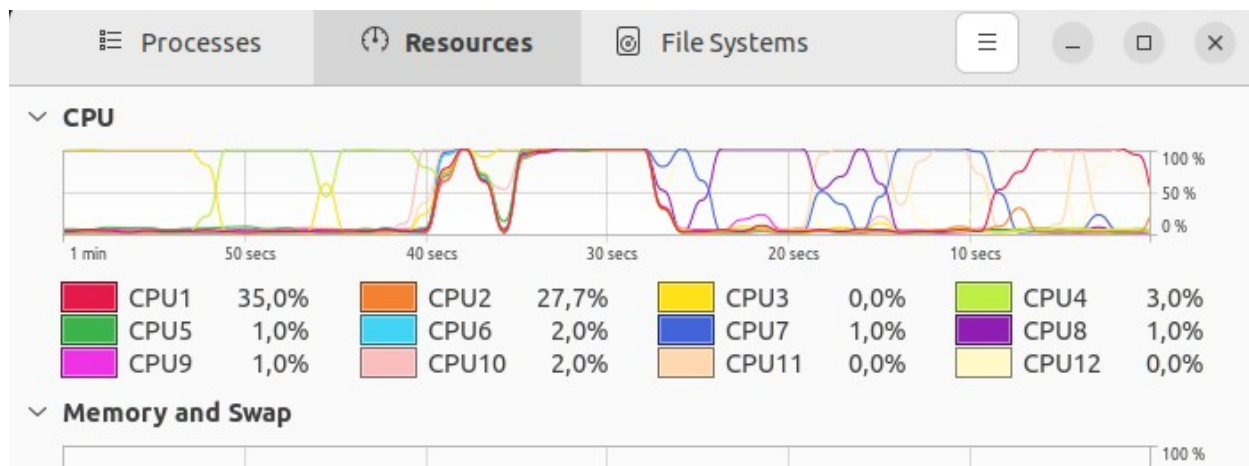 Processes Resources File Systems
CPU
100 %
50 %
0 %
1 min 50 secs 40 secs 30 secs 20 secs 10 secs
CPU1 35,0% CPU2 27,7% CPU3 0,0% CPU4 3,0%
CPU5 1,0% CPU6 2,0% CPU7 1,0% CPU8 1,0%
CPU9 1,0% CPU10 2,0% CPU11 0,0% CPU12 0,0%
Memory and Swap
100 %